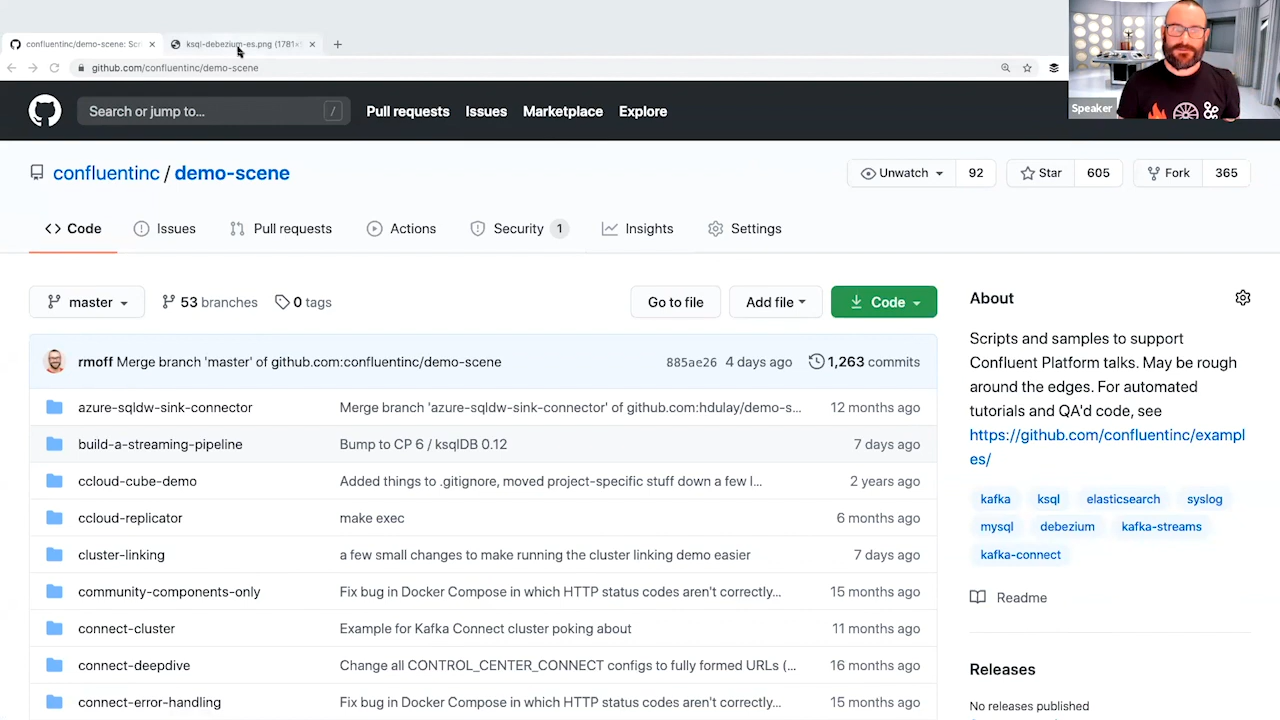 confluentinc/demo-scene: Scr
ksql-debezium-es.png (1781×
github.com/confluentinc/demo-scene
Speaker
Search or jump to...
/
Pull requests
Issues
Marketplace
Explore
confluentinc / demo-scene
Unwatch
92
Star
605
Fork
365
Code
Issues
Pull requests
Actions
Security
1
Insights
Settings
master
53 branches
0 tags
Go to file
Add file
Code
rmoff Merge branch 'master' of github.com:confluentinc/demo-scene
885ae26
4 days ago
1,263 commits
azure-sqldw-sink-connector
Merge branch 'azure-sqldw-sink-connector' of github.com:hdulay/demo-s...
12 months ago
build-a-streaming-pipeline
Bump to CP 6 / ksqlDB 0.12
7 days ago
ccloud-cube-demo
Added things to .gitignore, moved project-specific stuff down a few l...
2 years ago
ccloud-replicator
make exec
6 months ago
cluster-linking
a few small changes to make running the cluster linking demo easier
7 days ago
community-components-only
Fix bug in Docker Compose in which HTTP status codes aren't correctly...
15 months ago
connect-cluster
Example for Kafka Connect cluster poking about
11 months ago
connect-deepdive
Change all CONTROL_CENTER_CONNECT configs to fully formed URLs (...
16 months ago
connect-error-handling
Fix bug in Docker Compose in which HTTP status codes aren't correctly...
15 months ago
About
Scripts and samples to support
Confluent Platform talks. May be rough
around the edges. For automated
tutorials and QA'd code, see
https://github.com/confluentinc/exampl
es/
kafka
ksql
elasticsearch
syslog
mysql
debezium
kafka-streams
kafka-connect
Readme
Releases
No releases published